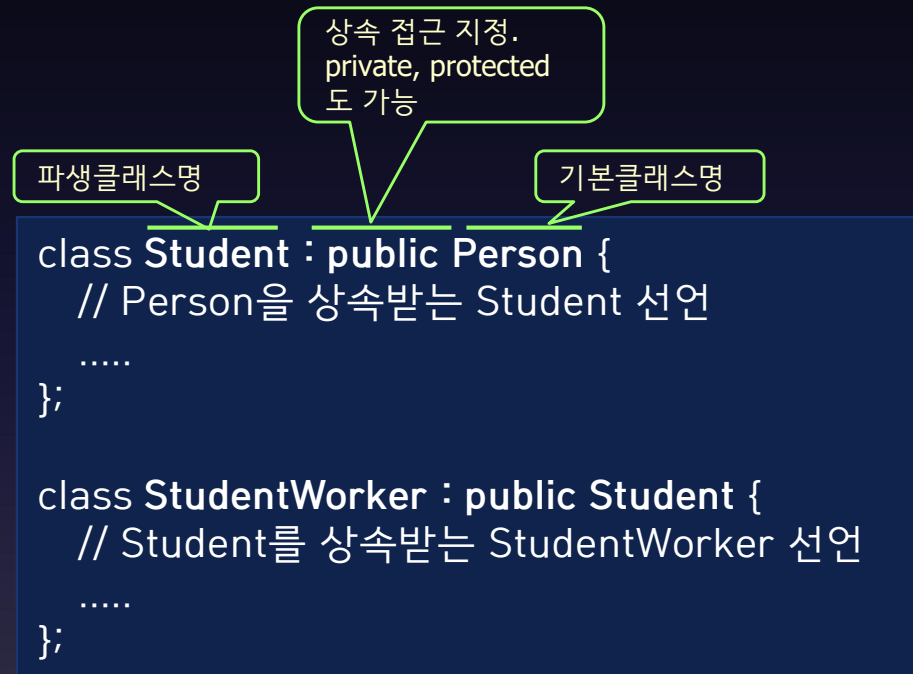 상속 접근 지정.
private, protected
도 가능
파생클래스명
기본클래스명
class Student : public Person {
// Person을 상속받는 Student 선언
.....
};
class StudentWorker : public Student {
// Student를 상속받는 StudentWorker 선언
.....
};